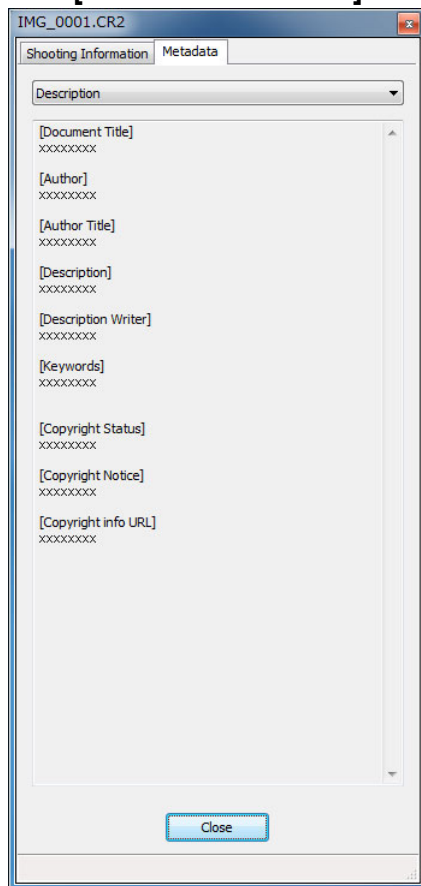 IMG_0001.CR2
Shooting Information Metadata
Description
[Document Title]
xxxxxxxx
[Author]
xxxxxxxx
[Author Title]
xxxxxxxx
[Description]
xxxxxxxx
[Description Writer]
xxxxxxxx
[Keywords]
xxxxxxxx
[Copyright Status]
xxxxxxxx
[Copyright Notice]
xxxxxxxx
[Copyright info URL]
xxxxxxxx
Close